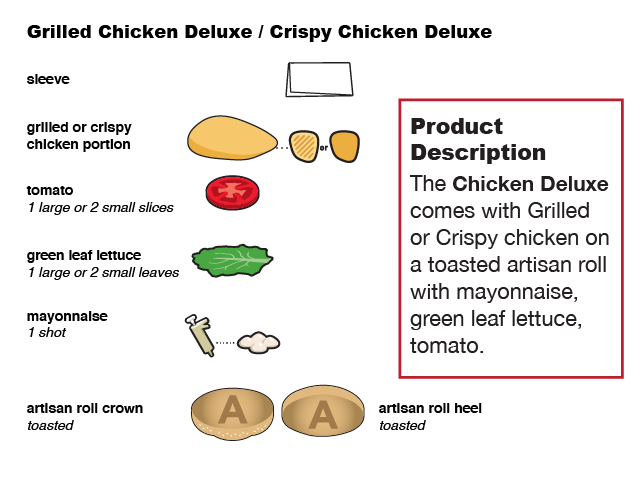 Grilled Chicken Deluxe / Crispy Chicken Deluxe
sleeve
grilled or crispy
chicken portion
or
tomato
1 large or 2 small slices
green leaf lettuce
1 large or 2 small leaves
mayonnaise
1 shot
artisan roll crown
toasted
A
A
artisan roll heel
toasted
Product
Description
The Chicken Deluxe
comes with Grilled
or Crispy chicken on
a toasted artisan roll
with mayonnaise,
green leaf lettuce,
tomato.